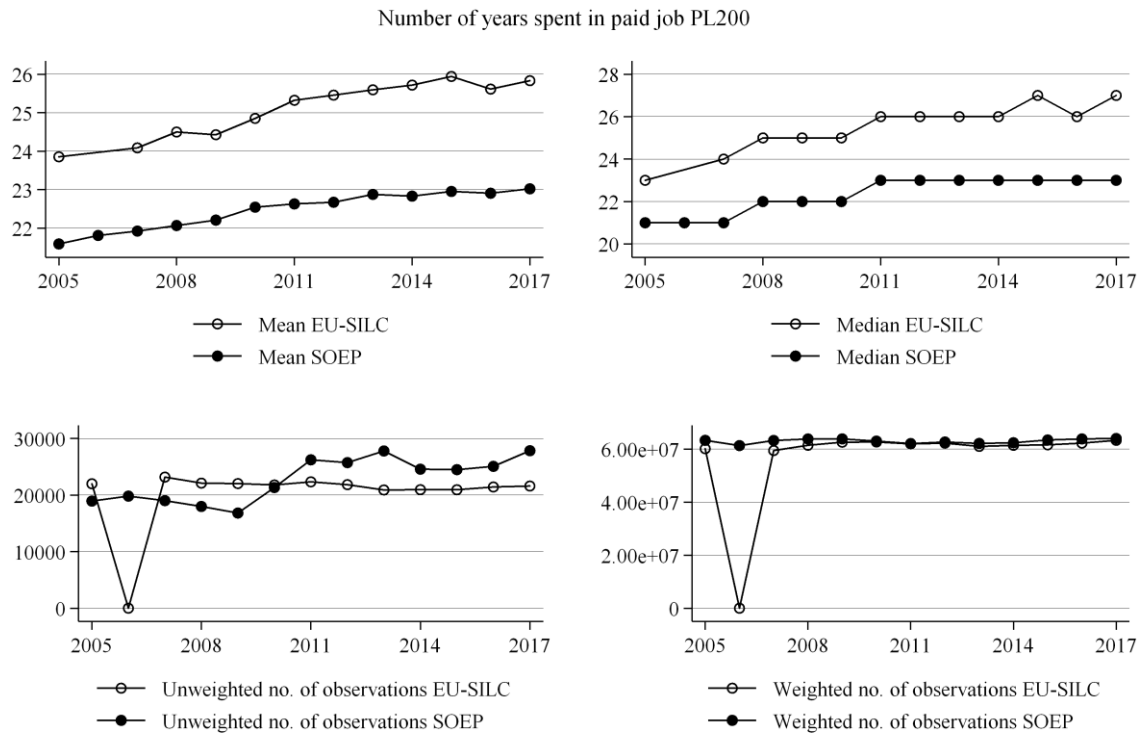 Number of years spent in paid job PL200
26
25
24
23
22
2005 2008 2011 2014 2017
Mean EU-SILC
Mean SOEP
28
26
24
22
20
2005 2008 2011 2014 2017
Median EU-SILC
Median SOEP
30000
20000
10000
0
2005 2008 2011 2014 2017
Unweighted no. of observations EU-SILC
Unweighted no. of observations SOEP
6.00e+07
4.00e+07
2.00e+07
0
2005 2008 2011 2014 2017
Weighted no. of observations EU-SILC
Weighted no. of observations SOEP